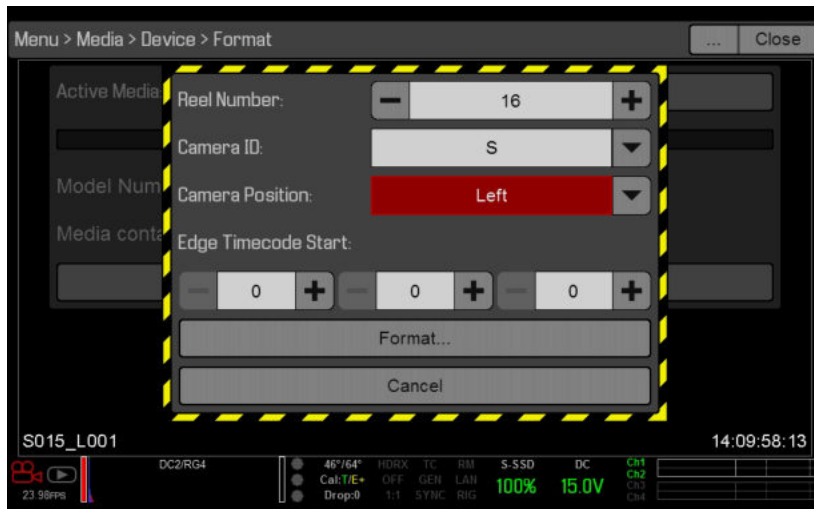 Menu > Media > Device > Format
... Close
Active Media
Reel Number: 16
Camera ID: S
Model Num
Camera Position: Left
Media conta
Edge Timecode Start:
0 0 0
Format...
Cancel
S015_L001 14:09:58:13
DC2/RG4 46°/64° HDRX TC RM S-SSD DC Ch1
Cal:T/E+ OFF GEN LAN 100% 15.0V Ch2
23.98FPS Drop:0 1:1 SYNC RIG Ch3
Ch4